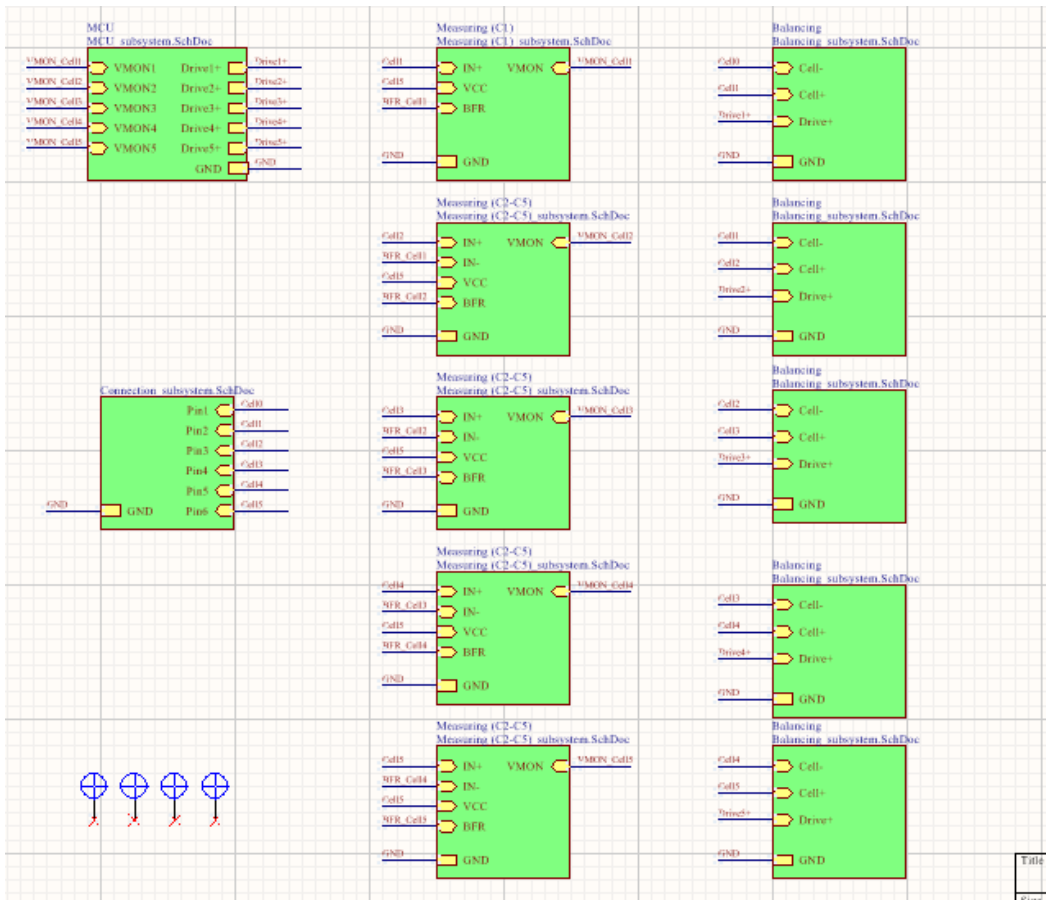 MCU
MCU_subsystem.SchDoc
VMON_Cell1
VMON1
Drive1+
Drive1+
VMON_Cell2
VMON2
Drive2+
Drive2+
VMON_Cell3
VMON3
Drive3+
Drive3+
VMON_Cell4
VMON4
Drive4+
Drive4+
VMON_Cell5
VMON5
Drive5+
Drive5+
GND
GND
Connection_subsystem.SchDoc
Pin1
Cell0
Pin2
Cell1
Pin3
Cell2
Pin4
Cell3
Pin5
Cell4
GND
GND
Pin6
Cell5
Measuring (C1)
Measuring (C1)_subsystem.SchDoc
Cell1
IN+
VMON
VMON_Cell1
Cell5
VCC
BFR_Cell1
BFR
GND
GND
Measuring (C2-C5)
Measuring (C2-C5)_subsystem.SchDoc
Cell2
IN+
VMON
VMON_Cell2
BFR_Cell1
IN-
Cell5
VCC
BFR_Cell2
BFR
GND
GND
Measuring (C2-C5)
Measuring (C2-C5)_subsystem.SchDoc
Cell3
IN+
VMON
VMON_Cell3
BFR_Cell2
IN-
Cell5
VCC
BFR_Cell3
BFR
GND
GND
Measuring (C2-C5)
Measuring (C2-C5)_subsystem.SchDoc
Cell4
IN+
VMON
VMON_Cell4
BFR_Cell3
IN-
Cell5
VCC
BFR_Cell4
BFR
GND
GND
Measuring (C2-C5)
Measuring (C2-C5)_subsystem.SchDoc
Cell5
IN+
VMON
VMON_Cell5
BFR_Cell4
IN-
Cell5
VCC
BFR_Cell5
BFR
GND
GND
Balancing
Balancing_subsystem.SchDoc
Cell0
Cell-
Cell1
Cell+
Drive1+
Drive+
GND
GND
Balancing
Balancing_subsystem.SchDoc
Cell1
Cell-
Cell2
Cell+
Drive2+
Drive+
GND
GND
Balancing
Balancing_subsystem.SchDoc
Cell2
Cell-
Cell3
Cell+
Drive3+
Drive+
GND
GND
Balancing
Balancing_subsystem.SchDoc
Cell3
Cell-
Cell4
Cell+
Drive4+
Drive+
GND
GND
Balancing
Balancing_subsystem.SchDoc
Cell4
Cell-
Cell5
Cell+
Drive5+
Drive+
GND
GND
Title